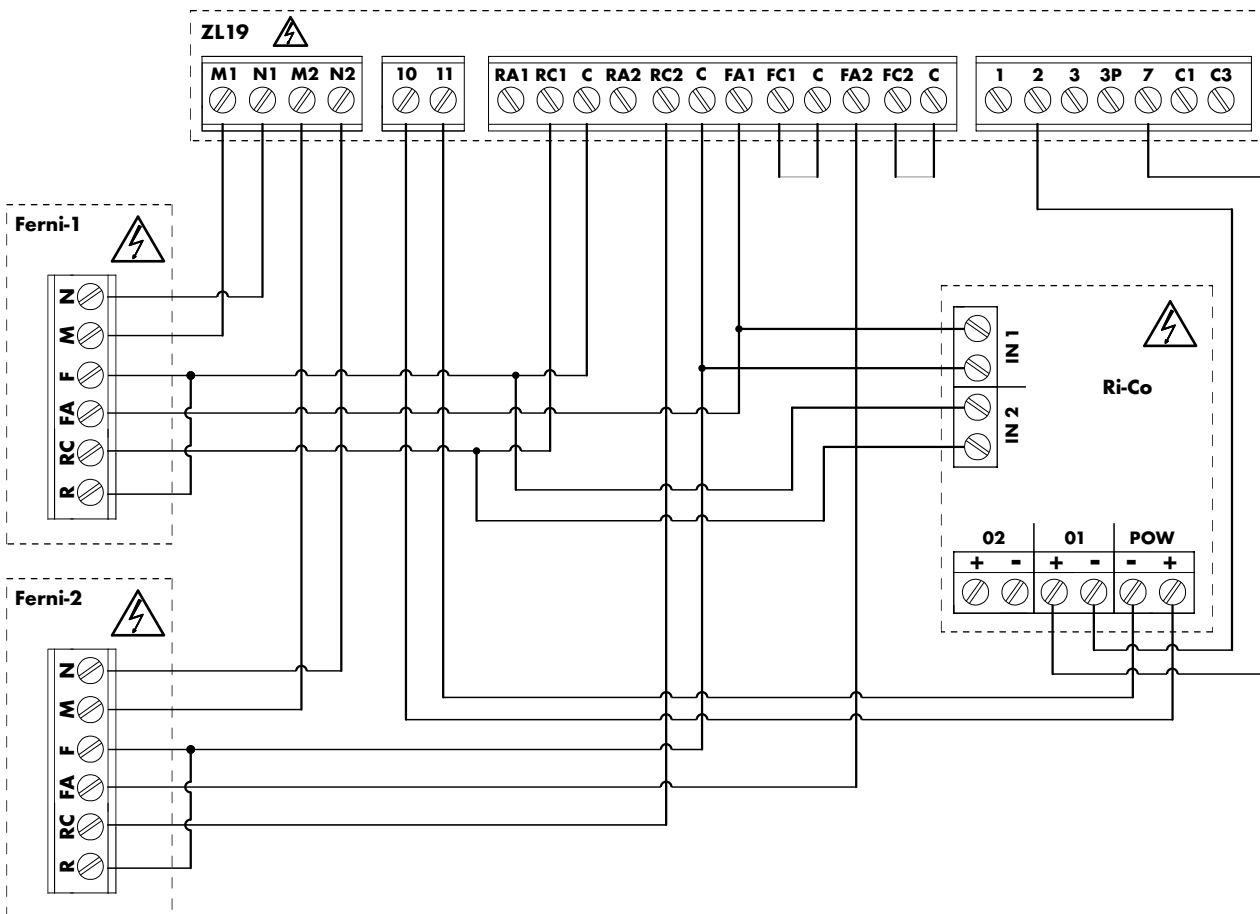 ZL19
M1 N1 M2 N2
10 11
RA1 RC1 C RA2 RC2 C FA1 FC1 C FA2 FC2 C
1 2 3 3P 7 C1 C3
Ferni-1
N
M
F
FA
RC
R
IN 1
IN 2
Ri-Co
02 01 POW
+ - + - - +
Ferni-2
N
M
F
FA
RC
R